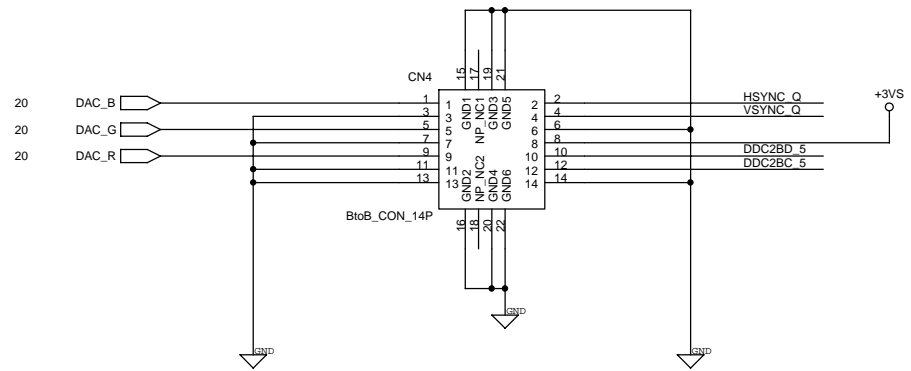 15 17 19 21
CN4
20 DAC_B 1 1 GND1 NP_NC1 GND3 GND5 2 2 HSYNC_Q +3VS
3 3 4 4 VSYNC_Q
20 DAC_G 5 5 6 6
7 7 8 8
20 DAC_R 9 9 GND2 NP_NC2 GND4 GND6 10 10 DDC2BD_5
11 11 12 12 DDC2BC_5
13 13 14 14
BtoB_CON_14P
16 18 20 22
GND
GND GND